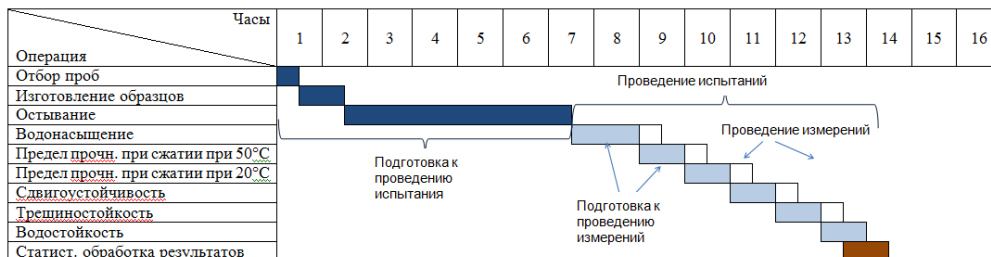 Часы
1 2 3 4 5 6 7 8 9 10 11 12 13 14 15 16
Операция
Отбор проб
Изготовление образцов
Остывание
Водонасыщение
Предел прочн. при сжатии при 50°С
Предел прочн. при сжатии при 20°С
Сдвигоустойчивость
Трещиностойкость
Водостойкость
Статист. обработка результатов
Проведение испытаний
Проведение измерений
Подготовка к
проведению
испытания
Подготовка к
проведению
измерений